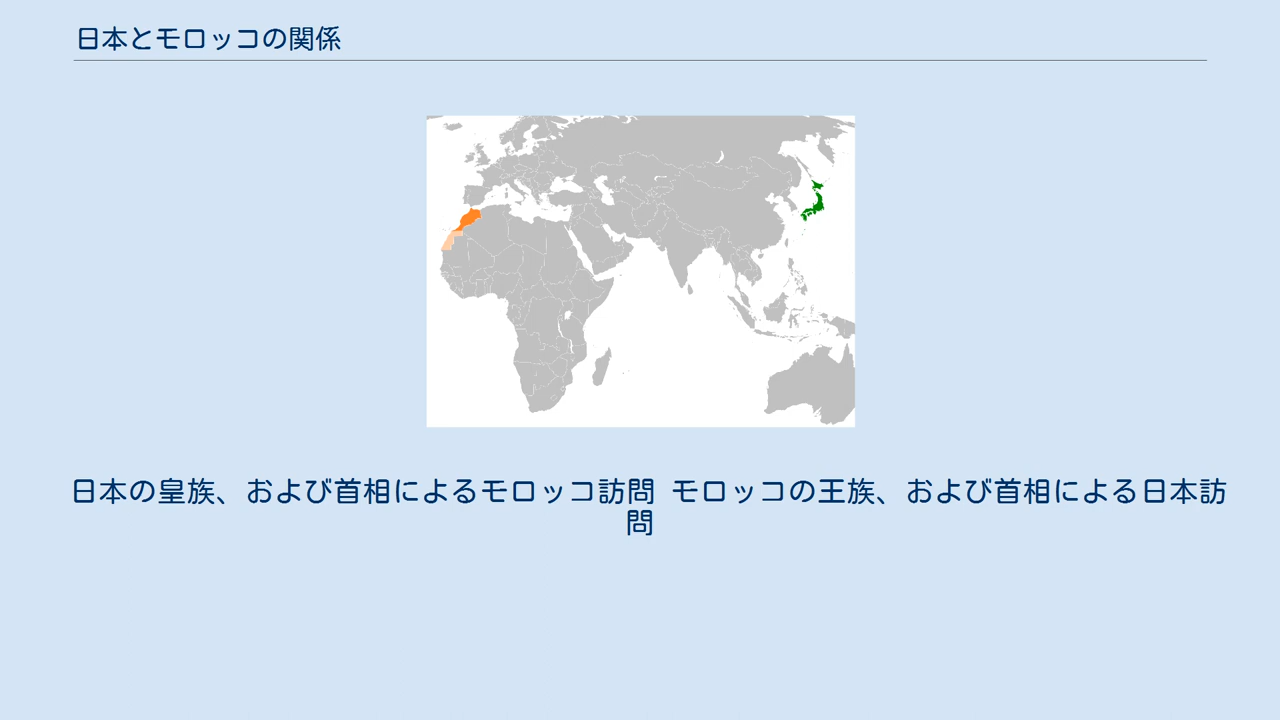 日本とモロッコの関係
日本の皇族、および首相によるモロッコ訪問 モロッコの王族、および首相による日本訪
問